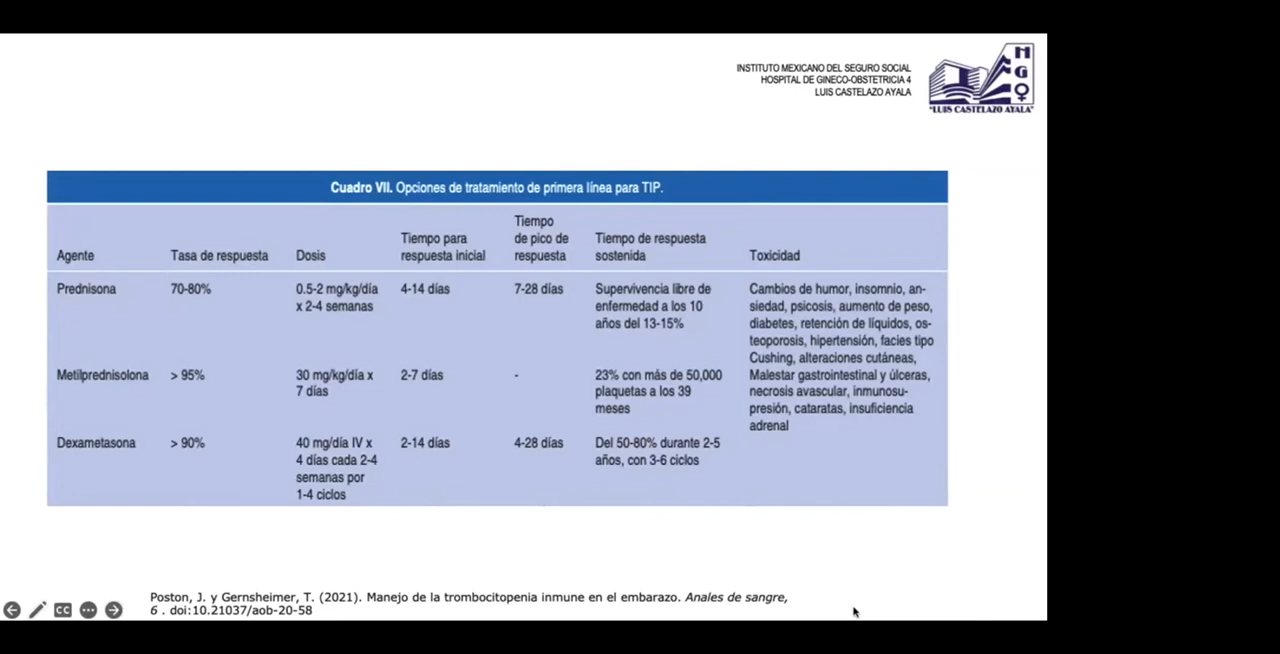 INSTITUTO MEXICANO DEL SEGURO SOCIAL
HOSPITAL DE GINECO-OBSTETRICIA 4
LUIS CASTELAZO AYALA
M
G
O
"LUIS CASTELAZO AYALA"
Cuadro VII. Opciones de tratamiento de primera línea para TIP.
Agente
Tasa de respuesta
Dosis
Tiempo para
respuesta inicial
Tiempo
de pico de
respuesta
Tiempo de respuesta
sostenida
Toxicidad
Prednisona
70-80%
0.5-2 mg/kg/día
x 2-4 semanas
4-14 días
7-28 días
Supervivencia libre de
enfermedad a los 10
años del 13-15%
Cambios de humor, insomnio, an-
siedad, psicosis, aumento de peso,
diabetes, retención de líquidos, os-
teoporosis, hipertensión, facies tipo
Cushing, alteraciones cutáneas,
Malestar gastrointestinal y úlceras,
necrosis avascular, inmunosu-
presión, cataratas, insuficiencia
adrenal
Metilprednisolona
> 95%
30 mg/kg/día x
7 días
2-7 días
-
23% con más de 50,000
plaquetas a los 39
meses
Dexametasona
> 90%
40 mg/día IV x
4 días cada 2-4
semanas por
1-4 ciclos
2-14 días
4-28 días
Del 50-80% durante 2-5
años, con 3-6 ciclos
Poston, J. y Gernsheimer, T. (2021). Manejo de la trombocitopenia inmune en el embarazo. Anales de sangre,
6 . doi:10.21037/aob-20-58
CC